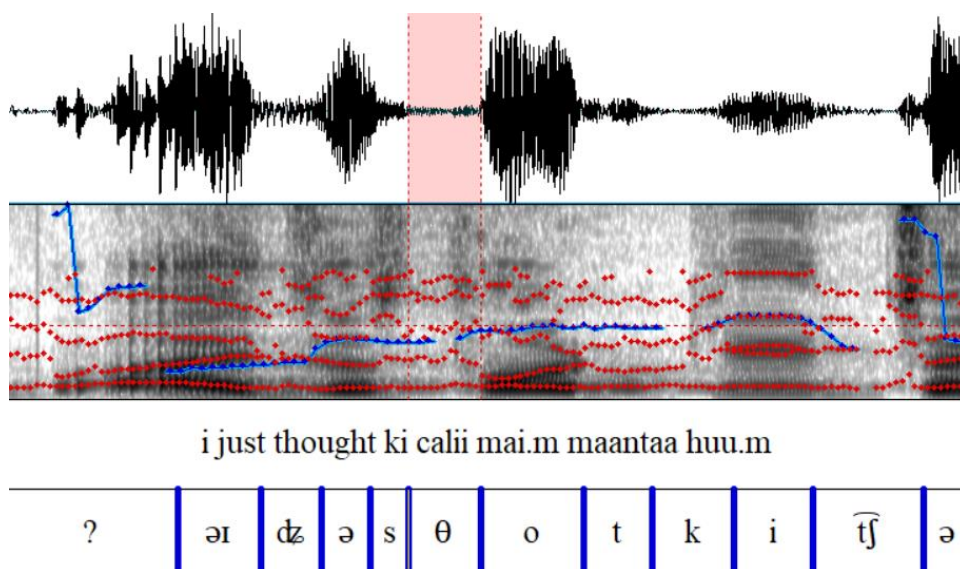 i just thought ki calii mai.m maantaa huu.m
? əɪ ʥ ə s θ o t k i t͡ʃ ə